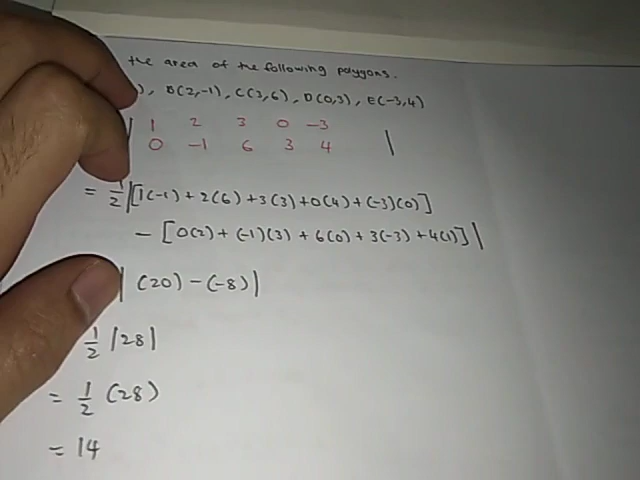 the area of the following polygons.
), B(2,-1), C(3,6), D(0,3), E(-3,4)
| 1 2 3 0 -3 |
0 -1 6 3 4
= 1/2 |[1(-1) + 2(6) + 3(3) + 0(4) + (-3)(0)]
- [0(2) + (-1)(3) + 6(0) + 3(-3) + 4(1)]|
| (20) - (-8)|
1/2 |28|
= 1/2 (28)
= 14